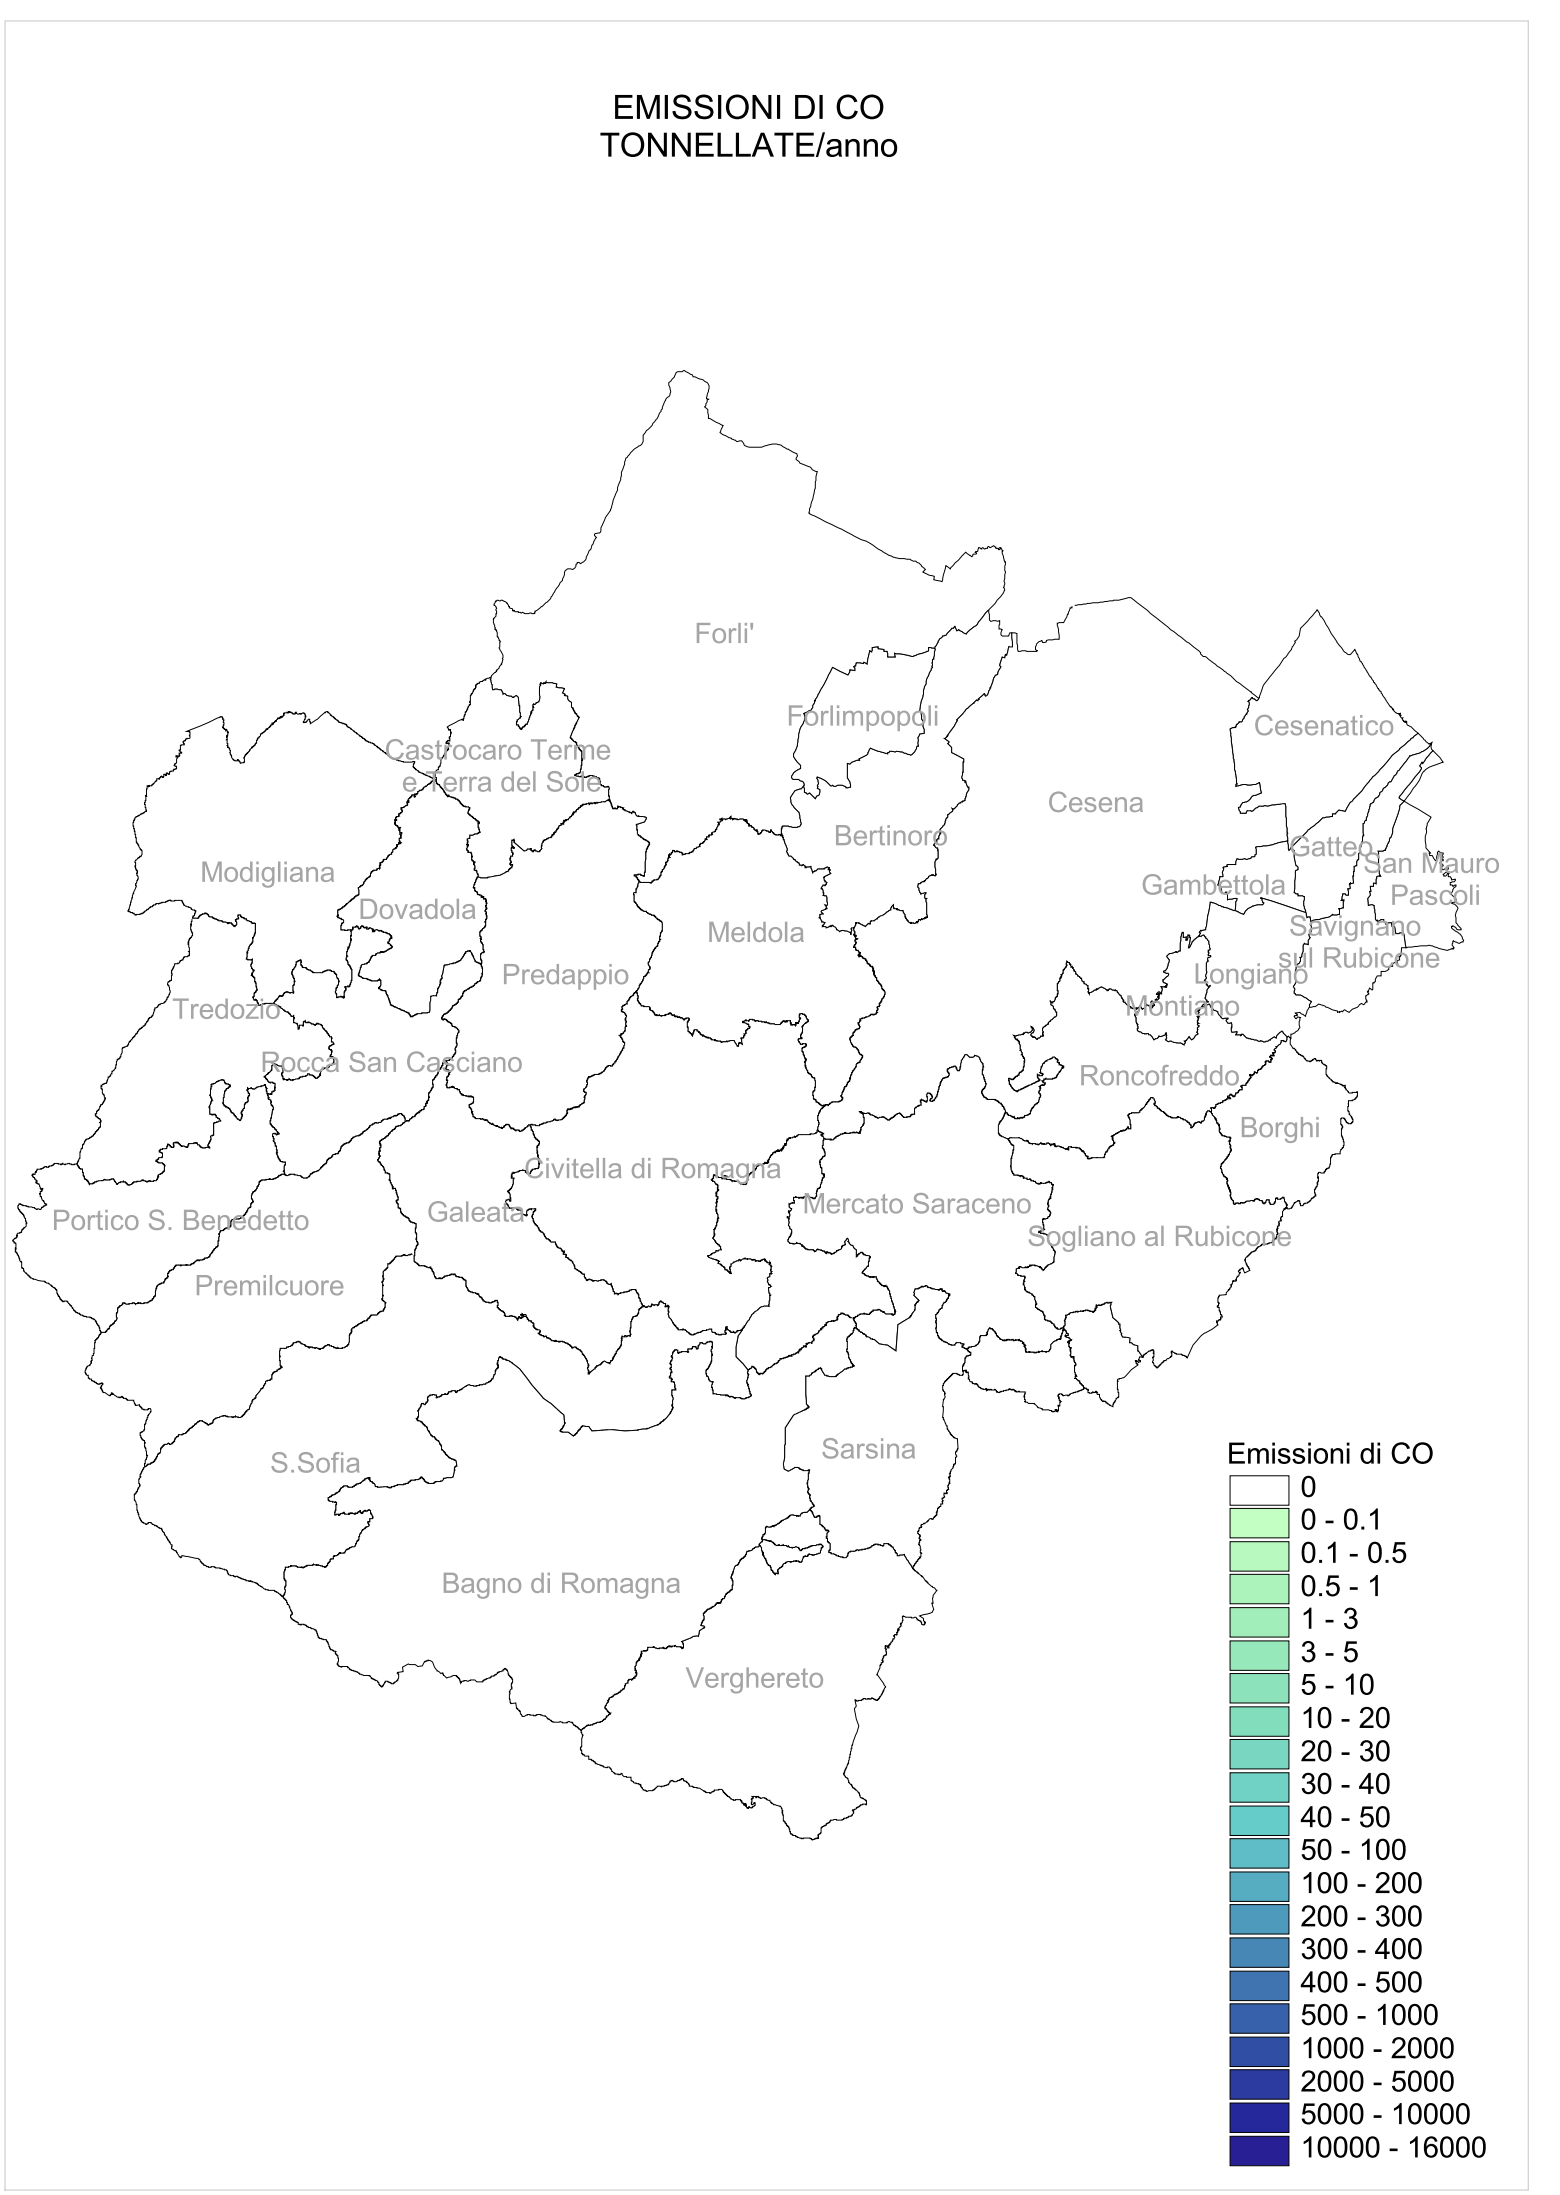 EMISSIONI DI CO
TONNELLATE/anno
Forli'
Forlimpopoli
Cesenatico
Castrocaro Terme
e Terra del Sole
Cesena
Bertinoro
Gatteo
San Mauro
Pascoli
Modigliana
Gambettola
Dovadola
Meldola
Savignano
sul Rubicone
Predappio
Longiano
Tredozio
Montiano
Rocca San Casciano
Roncofreddo
Borghi
Civitella di Romagna
Mercato Saraceno
Galeata
Portico S. Benedetto
Sogliano al Rubicone
Premilcuore
Sarsina
S.Sofia
Bagno di Romagna
Verghereto
Emissioni di CO
0
0 - 0.1
0.1 - 0.5
0.5 - 1
1 - 3
3 - 5
5 - 10
10 - 20
20 - 30
30 - 40
40 - 50
50 - 100
100 - 200
200 - 300
300 - 400
400 - 500
500 - 1000
1000 - 2000
2000 - 5000
5000 - 10000
10000 - 16000